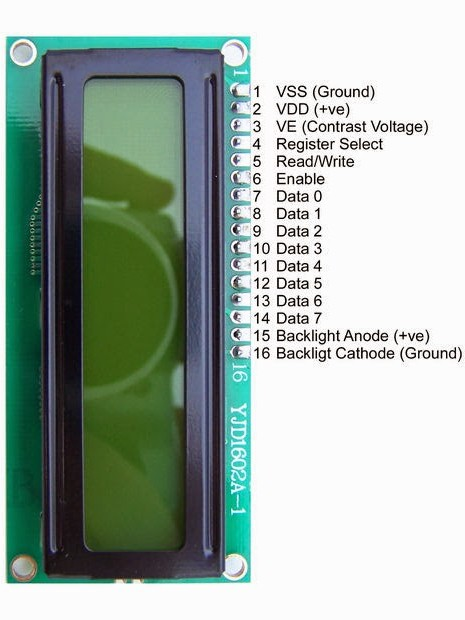 1
1 VSS (Ground)
2 VDD (+ve)
3 VE (Contrast Voltage)
4 Register Select
5 Read/Write
6 Enable
7 Data 0
8 Data 1
9 Data 2
10 Data 3
11 Data 4
12 Data 5
13 Data 6
14 Data 7
15 Backlight Anode (+ve)
16 Backligt Cathode (Ground)
16
YJD1602A-1